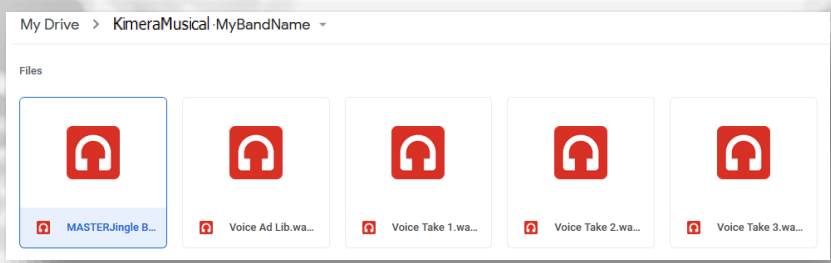 My Drive > KimeraMusical·MyBandName
Files
MASTERJingle B... Voice Ad Lib.wa... Voice Take 1.wa... Voice Take 2.wa... Voice Take 3.wa...